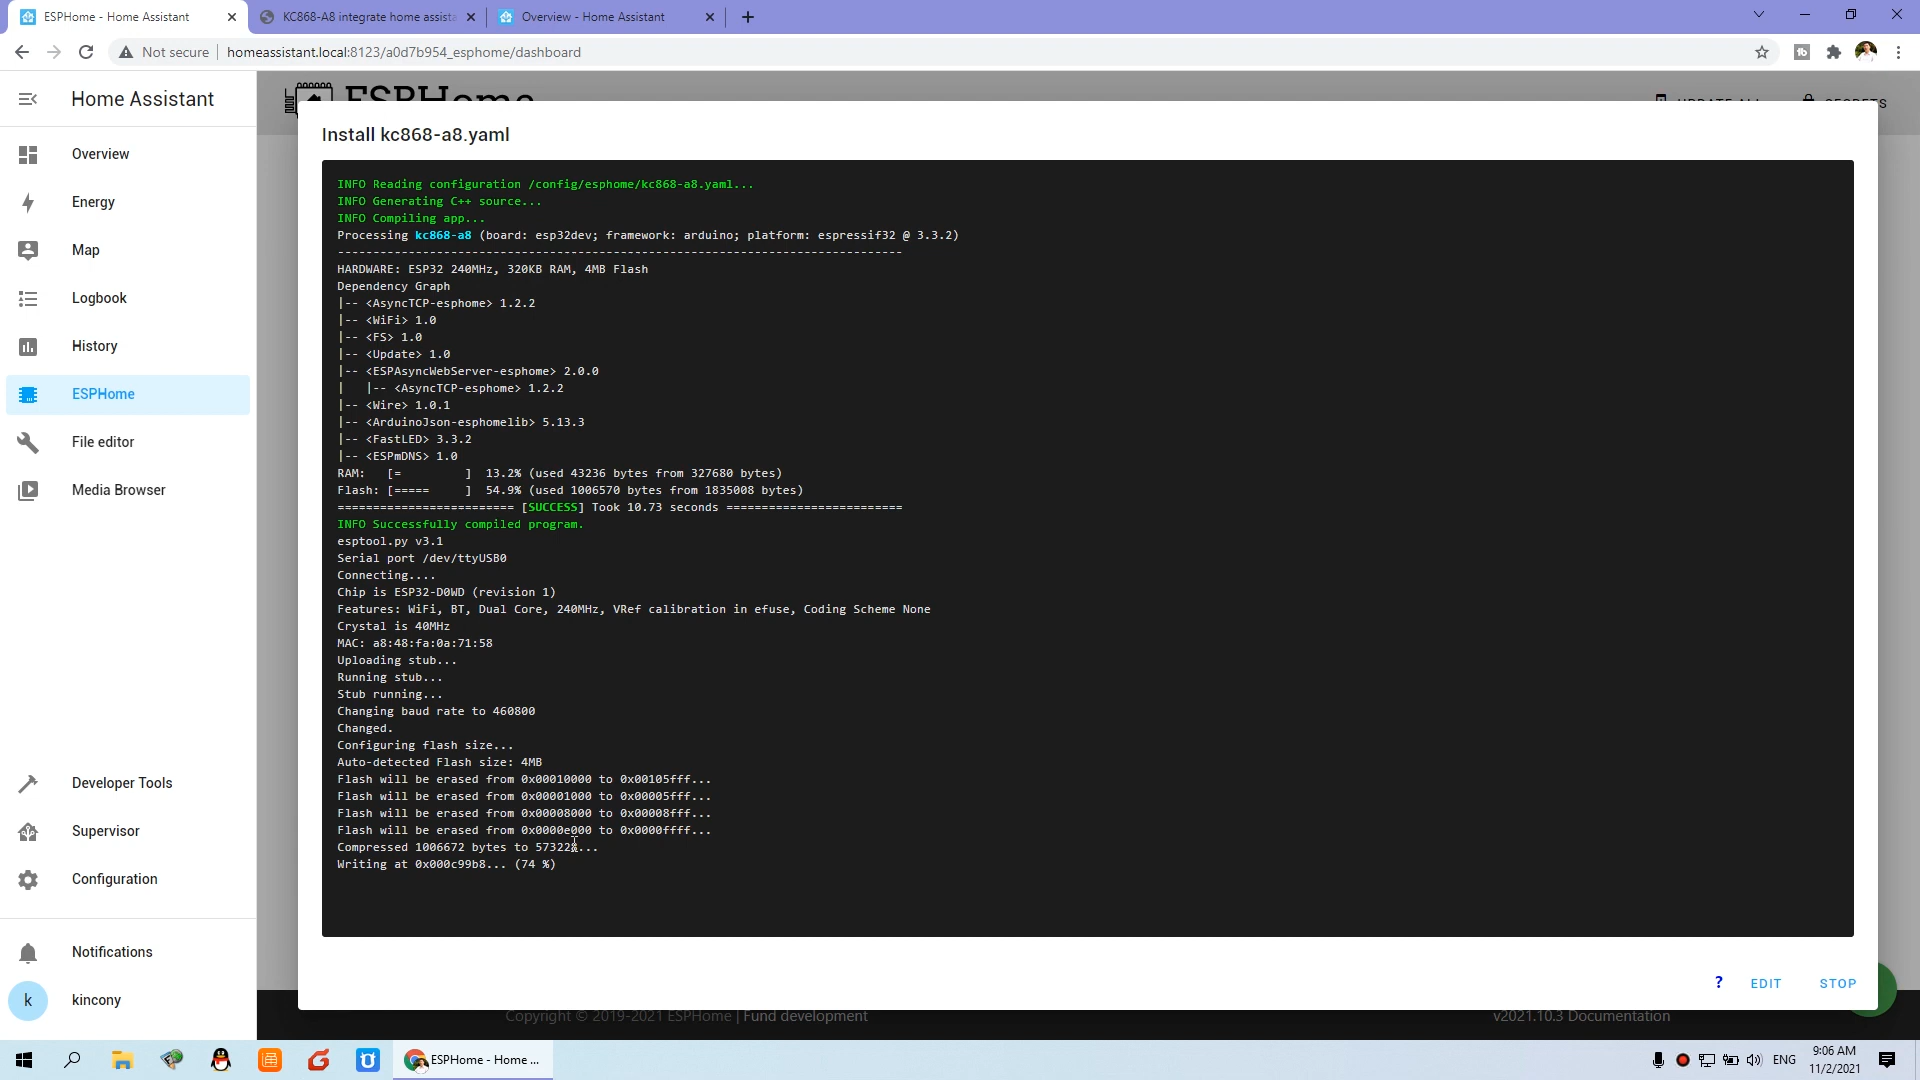 ESPHome - Home Assistant
KC868-A8 integrate home assista
Overview - Home Assistant
Not secure
homeassistant.local:8123/a0d7b954_esphome/dashboard
Home Assistant
ESPHome
UPDATE ALL
SECRETS
Overview
Energy
Map
Logbook
History
ESPHome
File editor
Media Browser
Developer Tools
Supervisor
Configuration
Notifications
k
kincony
Install kc868-a8.yaml
INFO Reading configuration /config/esphome/kc868-a8.yaml...
INFO Generating C++ source...
INFO Compiling app...
Processing kc868-a8 (board: esp32dev; framework: arduino; platform: espressif32 @ 3.3.2)
--------------------------------------------------------------------------------
HARDWARE: ESP32 240MHz, 320KB RAM, 4MB Flash
Dependency Graph
|-- <AsyncTCP-esphome> 1.2.2
|-- <WiFi> 1.0
|-- <FS> 1.0
|-- <Update> 1.0
|-- <ESPAsyncWebServer-esphome> 2.0.0
|   |-- <AsyncTCP-esphome> 1.2.2
|-- <Wire> 1.0.1
|-- <ArduinoJson-esphomelib> 5.13.3
|-- <FastLED> 3.3.2
|-- <ESPmDNS> 1.0
RAM:   [=         ]  13.2% (used 43236 bytes from 327680 bytes)
Flash: [=====     ]  54.9% (used 1006570 bytes from 1835008 bytes)
========================= [SUCCESS] Took 10.73 seconds =========================
INFO Successfully compiled program.
esptool.py v3.1
Serial port /dev/ttyUSB0
Connecting....
Chip is ESP32-D0WD (revision 1)
Features: WiFi, BT, Dual Core, 240MHz, VRef calibration in efuse, Coding Scheme None
Crystal is 40MHz
MAC: a8:48:fa:0a:71:58
Uploading stub...
Running stub...
Stub running...
Changing baud rate to 460800
Changed.
Configuring flash size...
Auto-detected Flash size: 4MB
Flash will be erased from 0x00010000 to 0x00105fff...
Flash will be erased from 0x00001000 to 0x00005fff...
Flash will be erased from 0x00008000 to 0x00008fff...
Flash will be erased from 0x0000e000 to 0x0000ffff...
Compressed 1006672 bytes to 573228...
Writing at 0x000c99b8... (74 %)
?
EDIT
STOP
Copyright © 2019-2021 ESPHome | Fund development
v2021.10.3 Documentation
ESPHome - Home ...
ENG
9:06 AM
11/2/2021